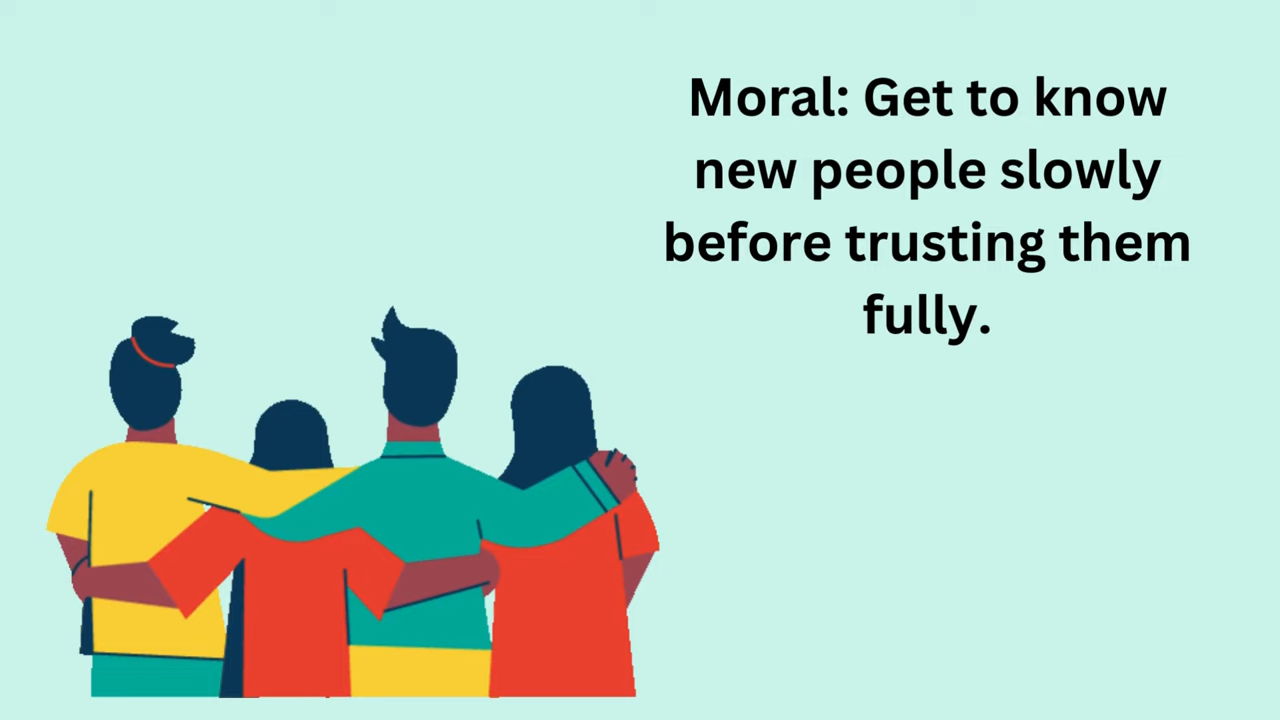 Moral: Get to know
new people slowly
before trusting them
fully.